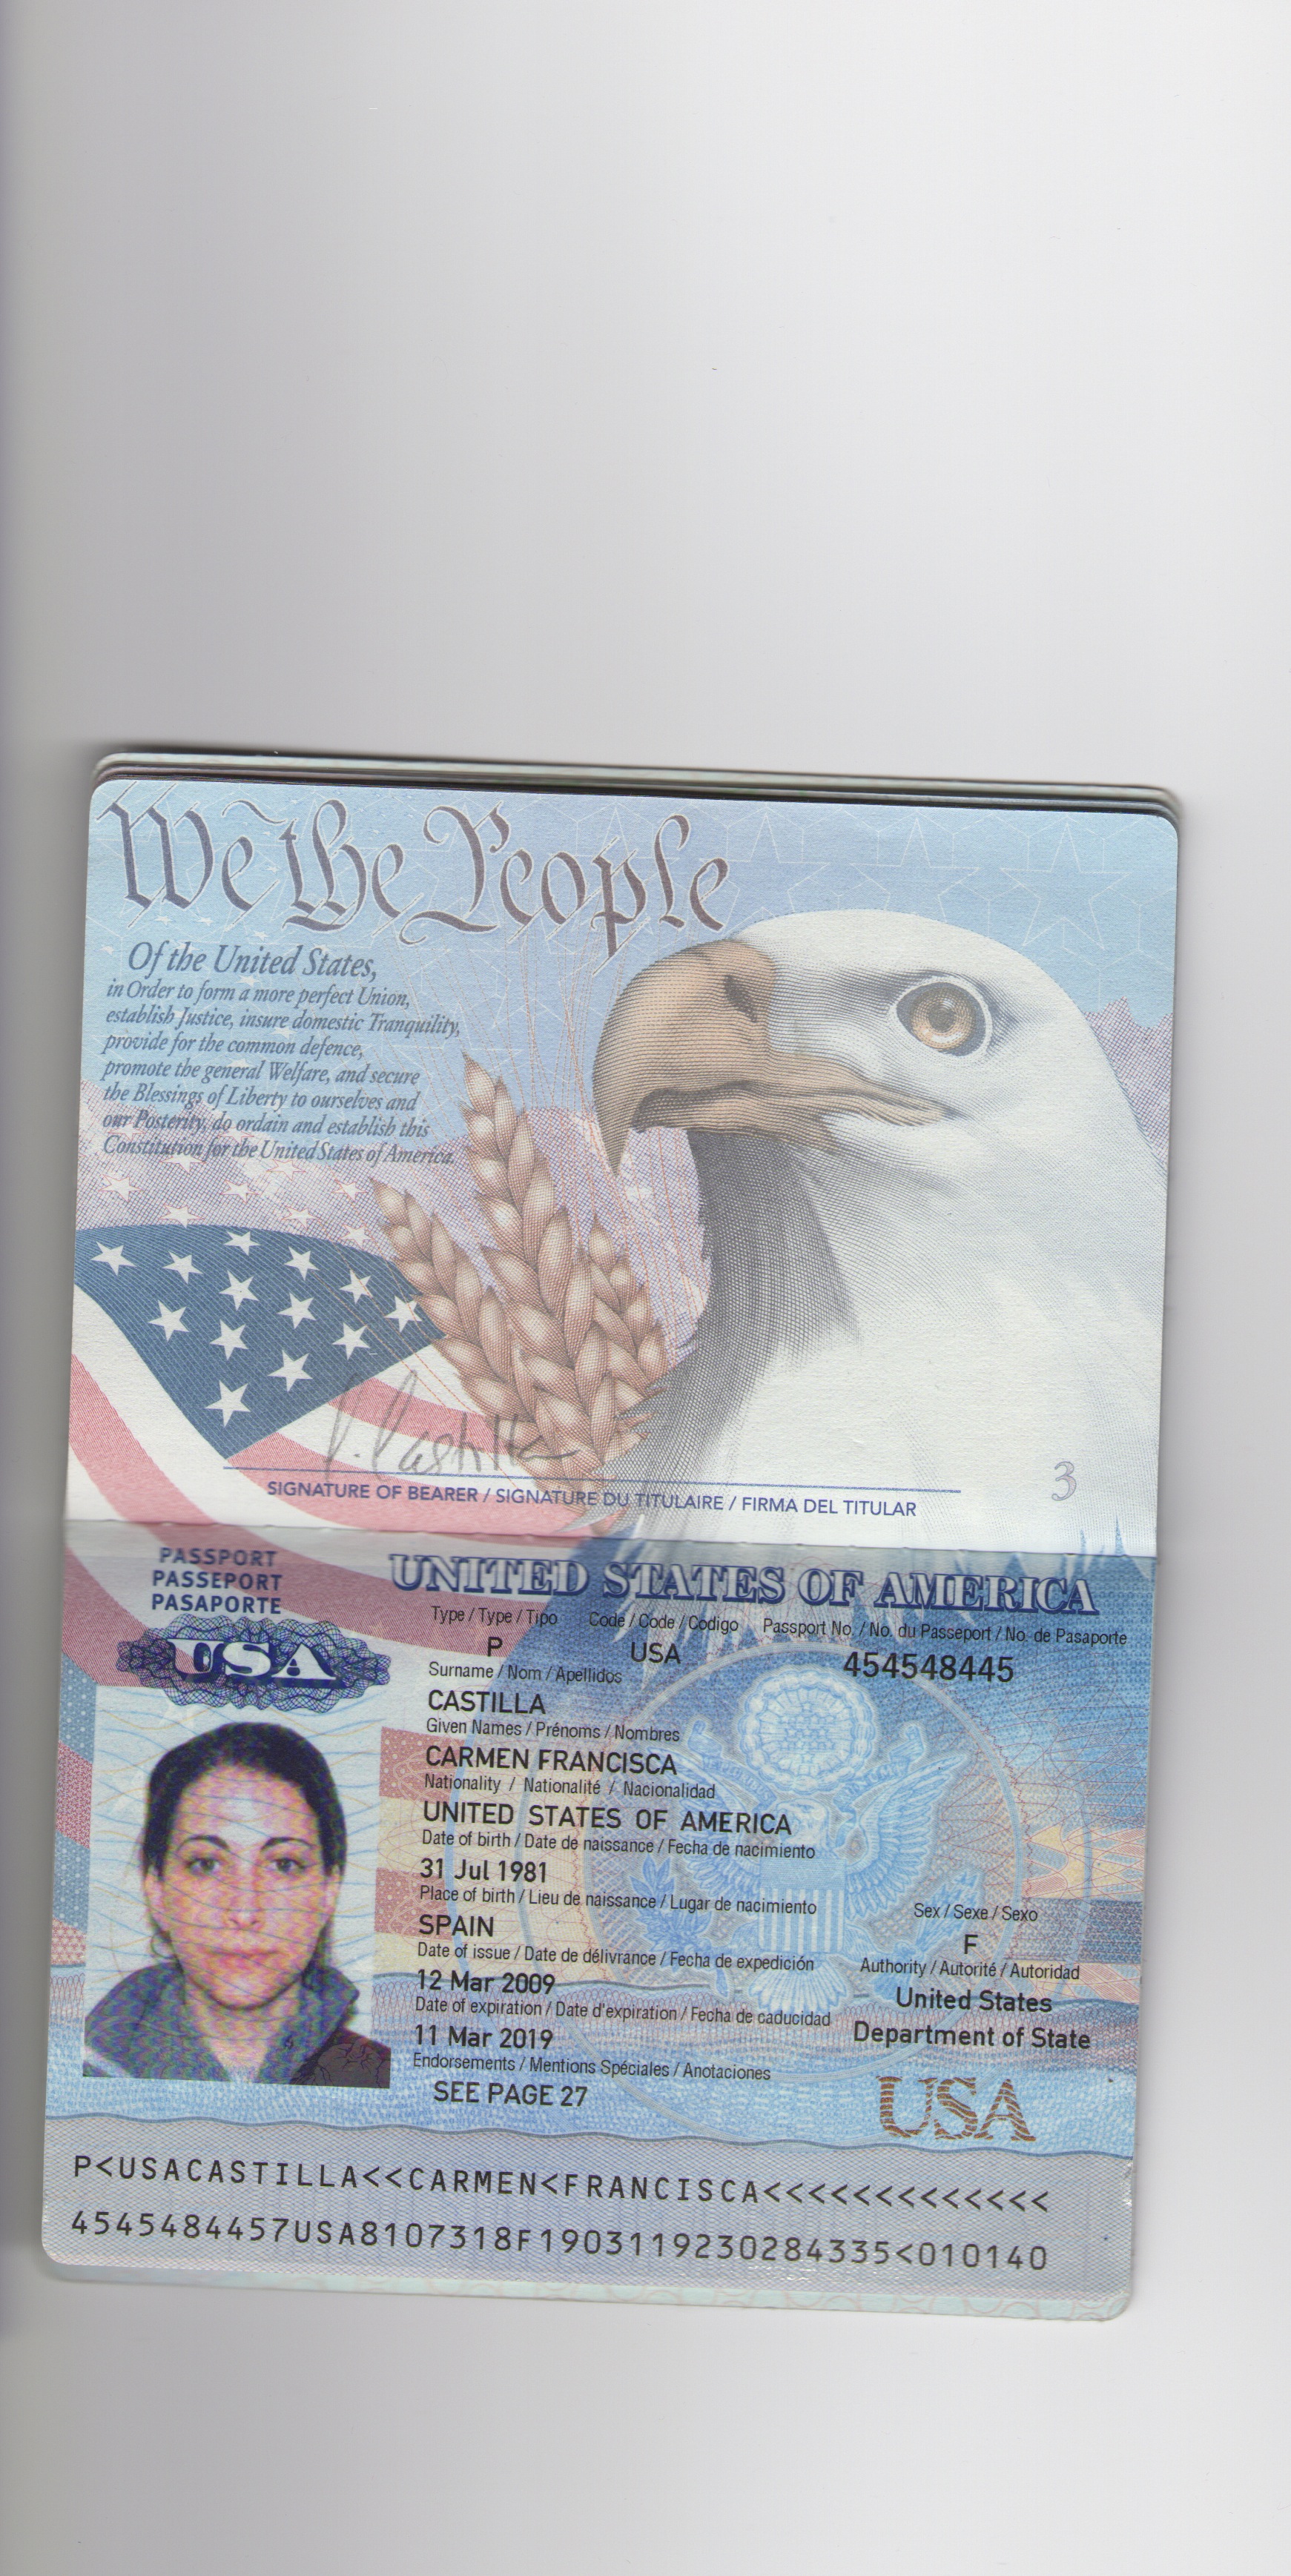 We the People
Of the United States,
in Order to form a more perfect Union,
establish Justice, insure domestic Tranquility,
provide for the common defence,
promote the general Welfare, and secure
the Blessings of Liberty to ourselves and
our Posterity, do ordain and establish this
Constitution for the United States of America.
C. Castilla
SIGNATURE OF BEARER / SIGNATURE DU TITULAIRE / FIRMA DEL TITULAR
3
PASSPORT
PASSEPORT
PASAPORTE
USA
UNITED STATES OF AMERICA
Type / Type / Tipo Code / Code / Codigo Passport No. / No. du Passeport / No. de Pasaporte
P USA 454548445
Surname / Nom / Apellidos
CASTILLA
Given Names / Prénoms / Nombres
CARMEN FRANCISCA
Nationality / Nationalité / Nacionalidad
UNITED STATES OF AMERICA
Date of birth / Date de naissance / Fecha de nacimiento
31 Jul 1981
Place of birth / Lieu de naissance / Lugar de nacimiento
SPAIN
Sex / Sexe / Sexo
F
Date of issue / Date de délivrance / Fecha de expedición
12 Mar 2009
Authority / Autorité / Autoridad
United States
Department of State
Date of expiration / Date d'expiration / Fecha de caducidad
11 Mar 2019
Endorsements / Mentions Spéciales / Anotaciones
SEE PAGE 27
USA
P<USACASTILLA<<CARMEN<FRANCISCA<<<<<<<<<<<<<
4545484457USA8107318F1903119230284335<010140